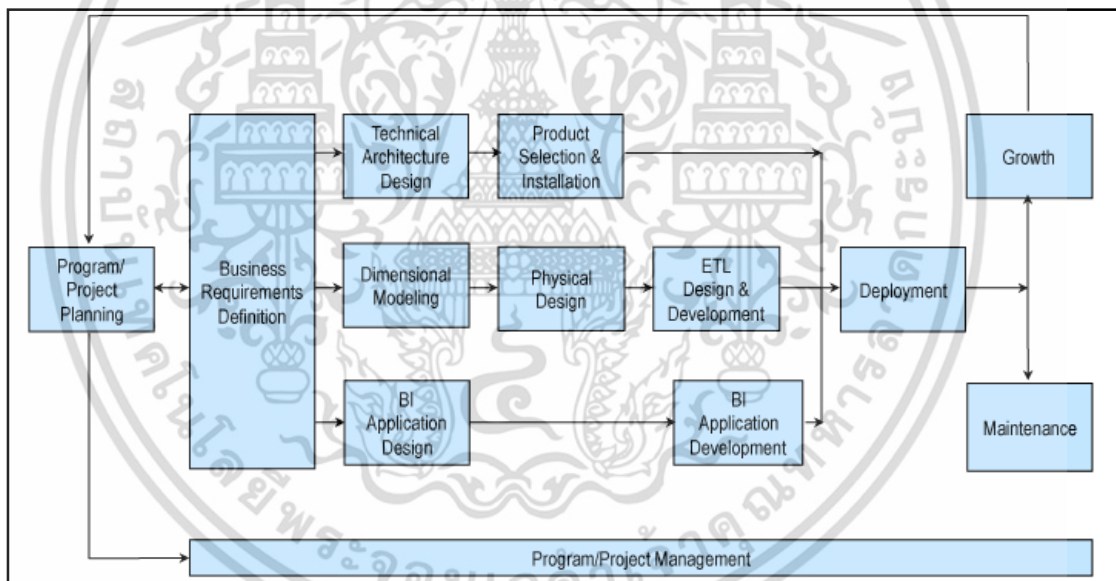 Technical
Architecture
Design
Product
Selection &
Installation
Growth
Program/
Project
Planning
Business
Requirements
Definition
Dimensional
Modeling
Physical
Design
ETL
Design &
Development
Deployment
BI
Application
Design
BI
Application
Development
Maintenance
Program/Project Management